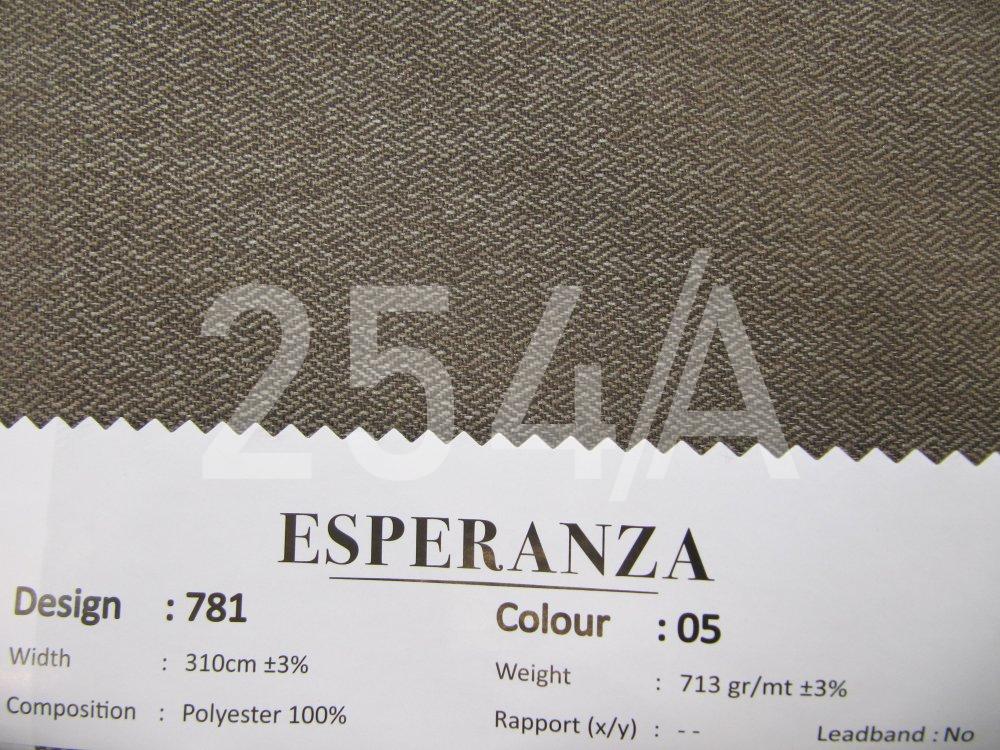 254/A
ESPERANZA
Design : 781 Colour : 05
Width : 310cm ±3% Weight : 713 gr/mt ±3%
Composition : Polyester 100% Rapport (x/y) : - - Leadband : No